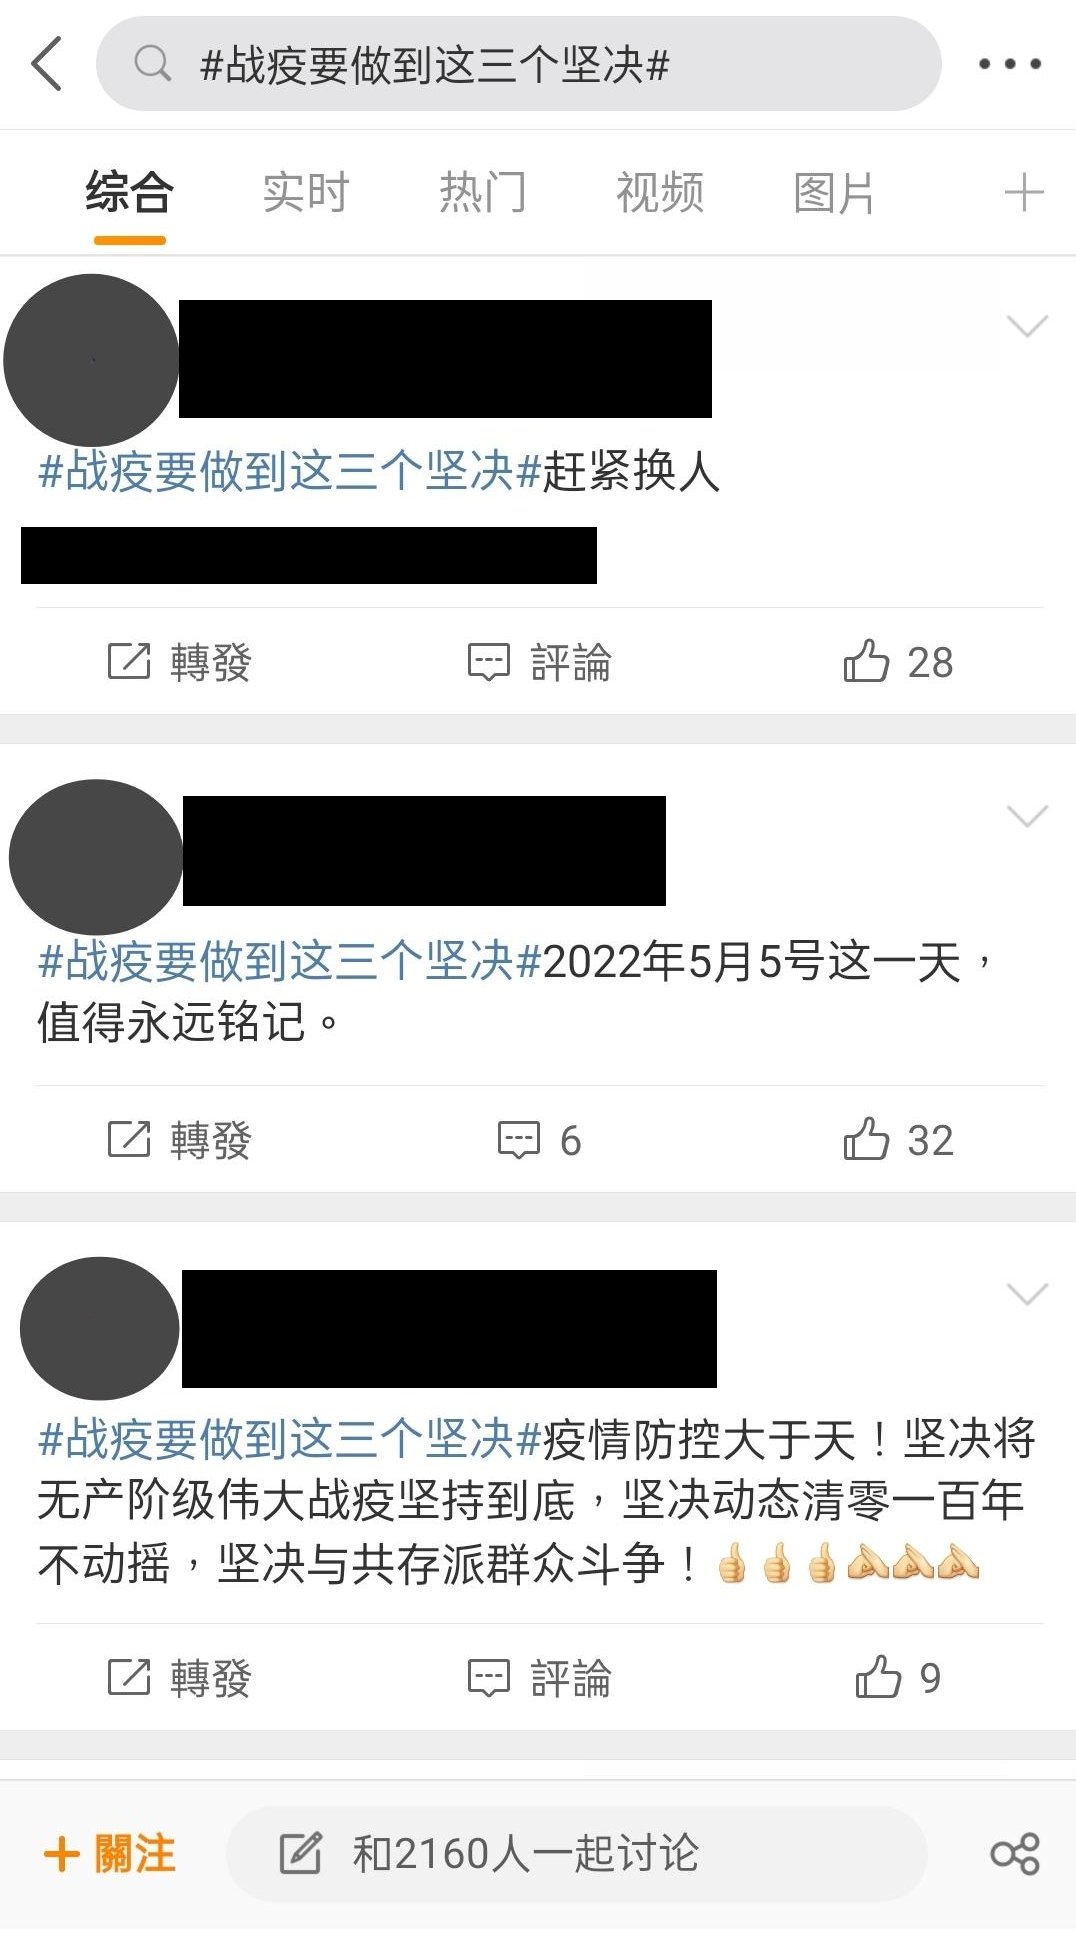 #战疫要做到这三个坚决#
综合 实时 热门 视频 图片
#战疫要做到这三个坚决#赶紧换人
轉發 評論 28
#战疫要做到这三个坚决#2022年5月5号这一天，
值得永远铭记。
轉發 6 32
#战疫要做到这三个坚决#疫情防控大于天！坚决将
无产阶级伟大战疫坚持到底，坚决动态清零一百年
不动摇，坚决与共存派群众斗争！👍🏻👍🏻👍🏻✍🏻✍🏻✍🏻
轉發 評論 9
+ 關注 和2160人一起讨论